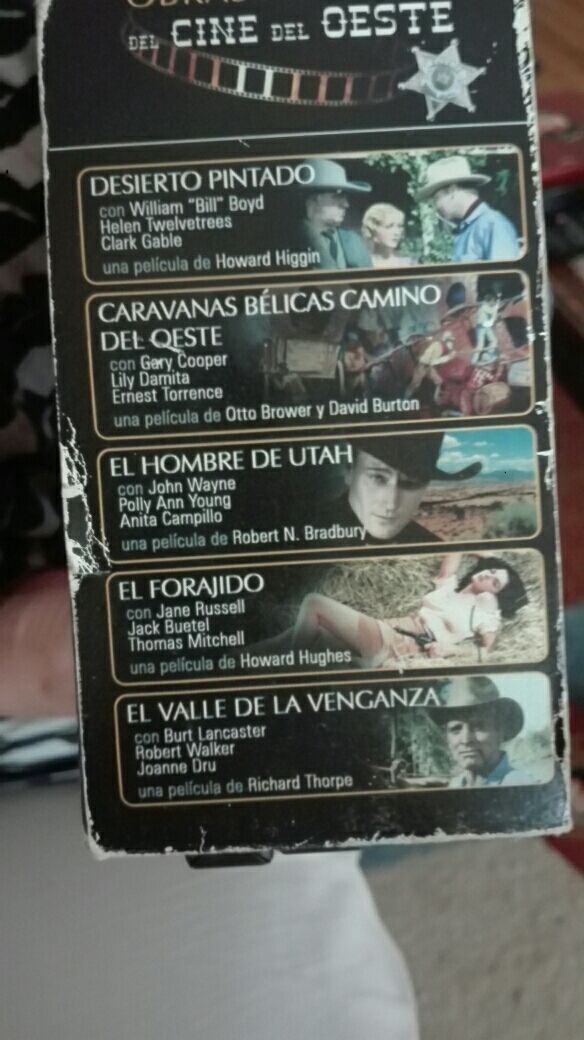 OBRAS
DEL CINE DEL OESTE
DESIERTO PINTADO
con William "Bill" Boyd
Helen Twelvetrees
Clark Gable
una película de Howard Higgin
CARAVANAS BÉLICAS CAMINO
DEL OESTE
con Gary Cooper
Lily Damita
Ernest Torrence
una película de Otto Brower y David Burton
EL HOMBRE DE UTAH
con John Wayne
Polly Ann Young
Anita Campillo
una película de Robert N. Bradbury
EL FORAJIDO
con Jane Russell
Jack Buetel
Thomas Mitchell
una película de Howard Hughes
EL VALLE DE LA VENGANZA
con Burt Lancaster
Robert Walker
Joanne Dru
una película de Richard Thorpe